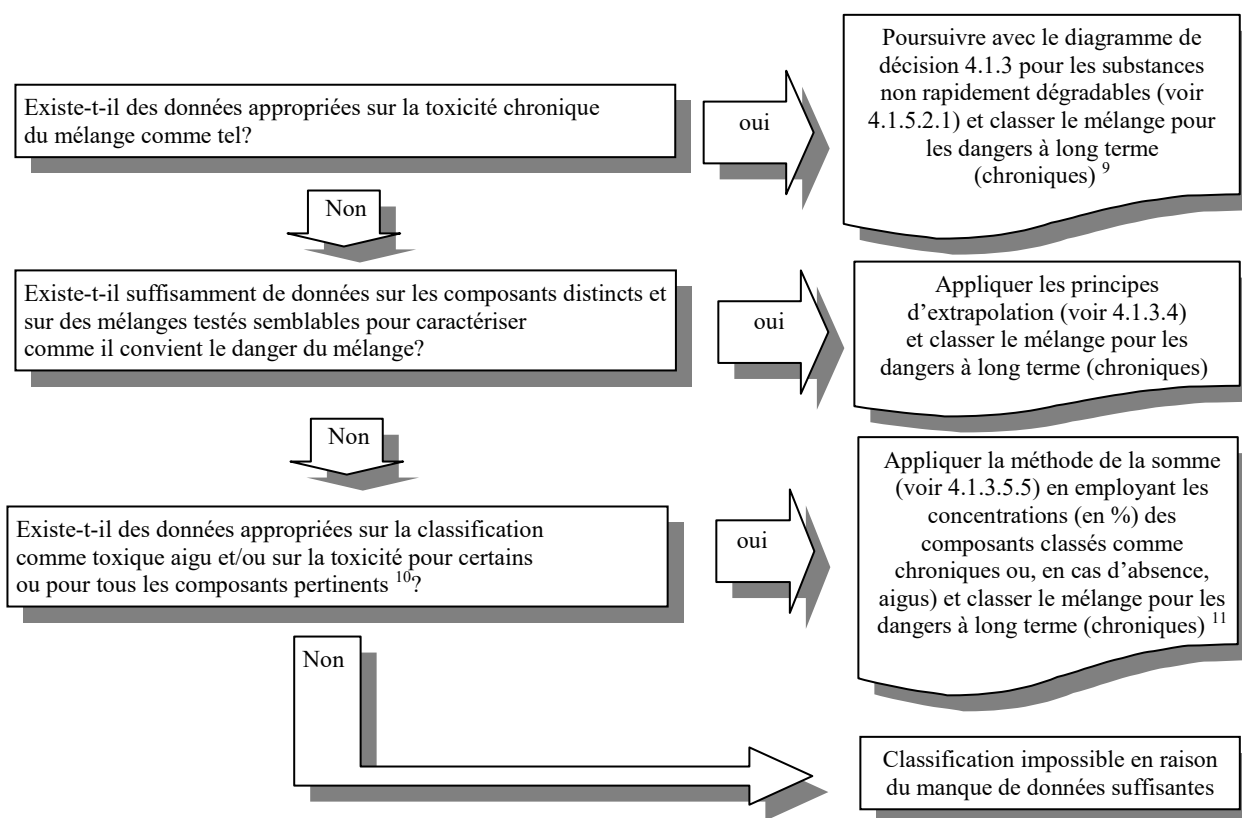 Existe-t-il des données appropriées sur la toxicité chronique
du mélange comme tel?
oui
Poursuivre avec le diagramme de
décision 4.1.3 pour les substances
non rapidement dégradables (voir
4.1.5.2.1) et classer le mélange pour
les dangers à long terme
(chroniques) 9
Non
Existe-t-il suffisamment de données sur les composants distincts et
sur des mélanges testés semblables pour caractériser
comme il convient le danger du mélange?
oui
Appliquer les principes
d'extrapolation (voir 4.1.3.4)
et classer le mélange pour les
dangers à long terme (chroniques)
Non
Existe-t-il des données appropriées sur la classification
comme toxique aigu et/ou sur la toxicité pour certains
ou pour tous les composants pertinents 10?
oui
Appliquer la méthode de la somme
(voir 4.1.3.5.5) en employant les
concentrations (en %) des
composants classés comme
chroniques ou, en cas d'absence,
aigus) et classer le mélange pour les
dangers à long terme (chroniques) 11
Non
Classification impossible en raison
du manque de données suffisantes